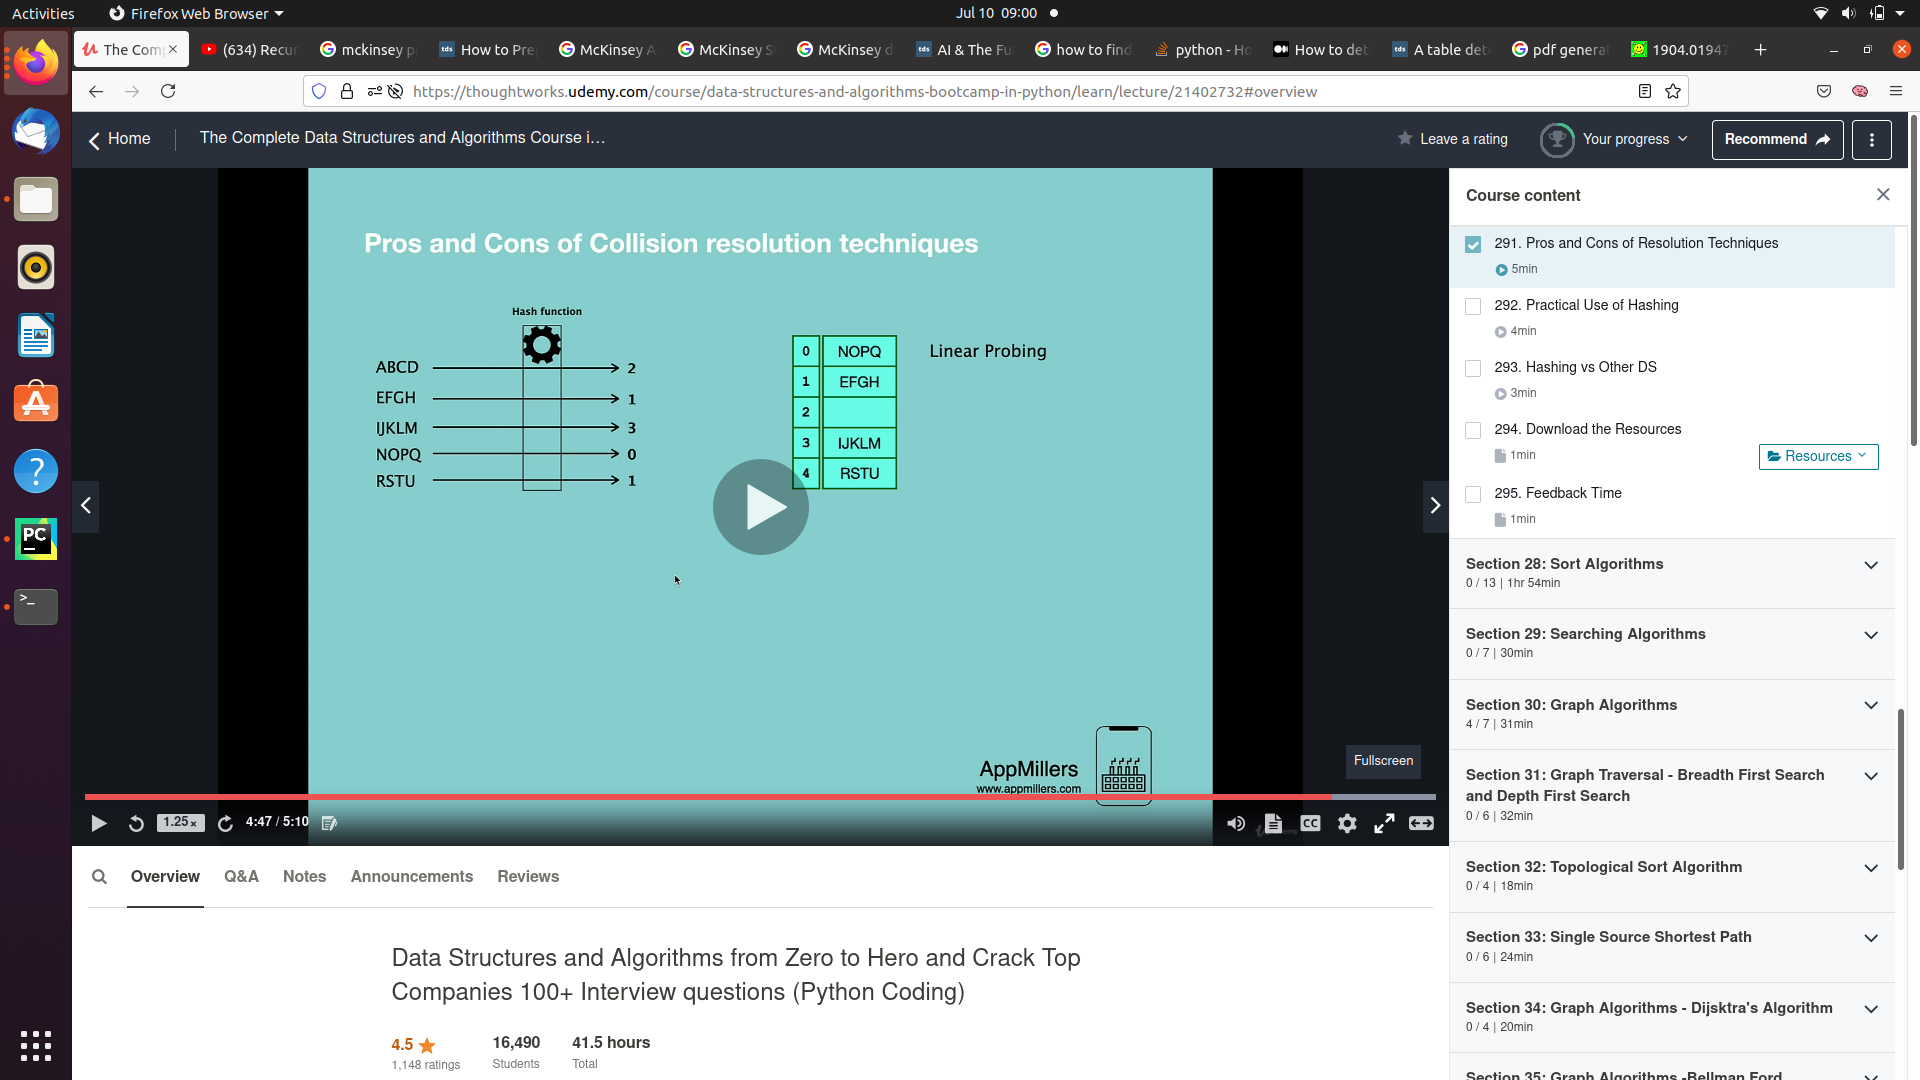 Activities
Firefox Web Browser
Jul 10 09:00
The Comp
(634) Recur
mckinsey p
How to Pre
McKinsey A
McKinsey S
McKinsey d
AI & The Fu
how to find
python - Ho
How to det
A table det
pdf genera
1904.01947
https://thoughtworks.udemy.com/course/data-structures-and-algorithms-bootcamp-in-python/learn/lecture/21402732#overview
Home
The Complete Data Structures and Algorithms Course i…
Leave a rating
Your progress
Recommend
Pros and Cons of Collision resolution techniques
Hash function
ABCD 2
EFGH 1
IJKLM 3
NOPQ 0
RSTU 1
0 NOPQ
1 EFGH
2
3 IJKLM
4 RSTU
Linear Probing
AppMillers
www.appmillers.com
Fullscreen
1.25x
4:47 / 5:10
CC
Course content
291. Pros and Cons of Resolution Techniques
5min
292. Practical Use of Hashing
4min
293. Hashing vs Other DS
3min
294. Download the Resources
1min
Resources
295. Feedback Time
1min
Section 28: Sort Algorithms
0 / 13 | 1hr 54min
Section 29: Searching Algorithms
0 / 7 | 30min
Section 30: Graph Algorithms
4 / 7 | 31min
Section 31: Graph Traversal - Breadth First Search
and Depth First Search
0 / 6 | 32min
Section 32: Topological Sort Algorithm
0 / 4 | 18min
Section 33: Single Source Shortest Path
0 / 6 | 24min
Section 34: Graph Algorithms - Dijsktra's Algorithm
0 / 4 | 20min
Section 35: Graph Algorithms -Bellman Ford
Overview
Q&A
Notes
Announcements
Reviews
Data Structures and Algorithms from Zero to Hero and Crack Top
Companies 100+ Interview questions (Python Coding)
4.5
1,148 ratings
16,490
Students
41.5 hours
Total